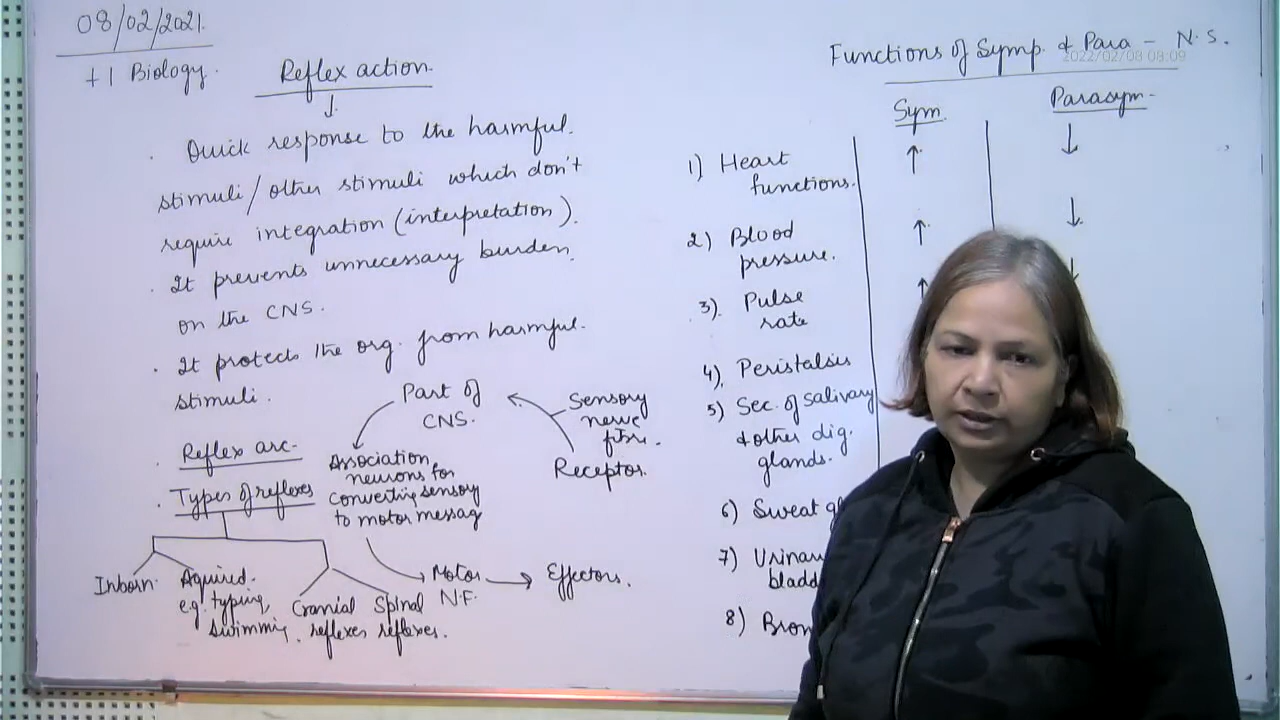 08/02/2021.
+1 Biology.
Reflex action.
Quick response to the harmful.
stimuli/other stimuli which don't
require integration (interpretation).
It prevents unnecessary burden.
on the CNS.
It protects the org. from harmful.
stimuli.
Reflex arc-
Types of reflexes
Inborn.
Aquired.
e.g. typing,
Swimming.
Cranial
reflexes
Spinal
reflexes.
Part of
CNS.
Sensory
nerve
fibre.
Receptor.
Association
neurons for
converting sensory
to motor messag
Motor
N.F.
Effectors.
Functions of Symp. & Para - N.S.
2022/02/08 08:09
Sym.
Parasym-
1) Heart
functions.
↑
↓
2) Blood
pressure.
↑
↓
3). Pulse
rate
↑
↓
4). Peristalsis
5) Sec. of salivary
& other dig.
glands.
6) Sweat
7)
8)